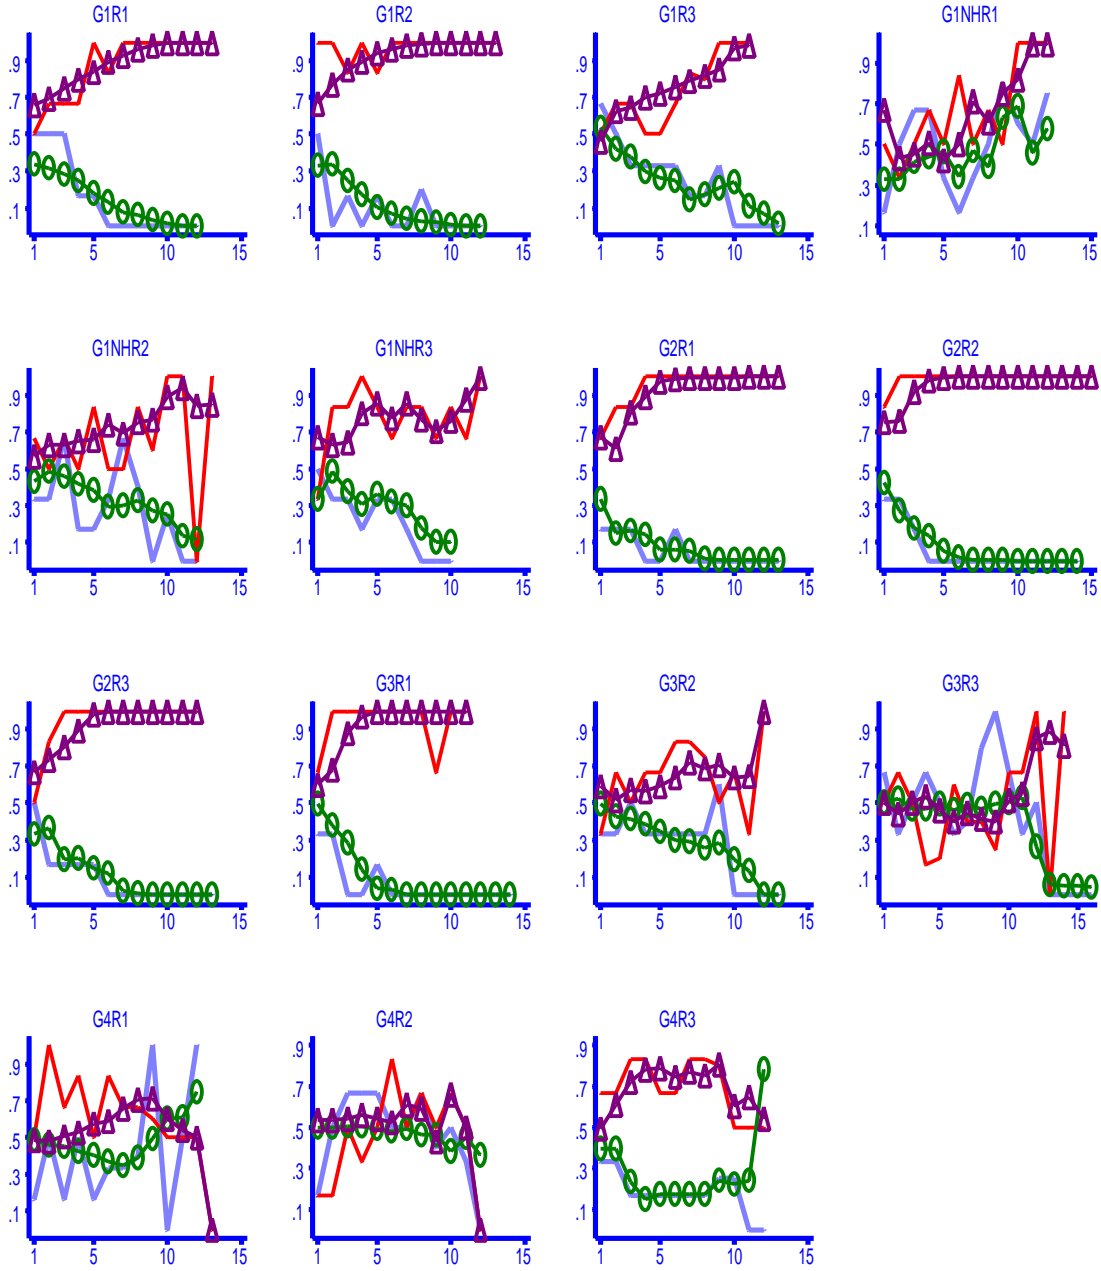 G1R1 G1R2 G1R3 G1NHR1
.9 .9 .9 .9
.7 .7 .7 .7
.5 .5 .5 .5
.3 .3 .3 .3
.1 .1 .1 .1
1 5 10 15 1 5 10 15 1 5 10 15 1 5 10 15
G1NHR2 G1NHR3 G2R1 G2R2
.9 .9 .9 .9
.7 .7 .7 .7
.5 .5 .5 .5
.3 .3 .3 .3
.1 .1 .1 .1
1 5 10 15 1 5 10 15 1 5 10 15 1 5 10 15
G2R3 G3R1 G3R2 G3R3
.9 .9 .9 .9
.7 .7 .7 .7
.5 .5 .5 .5
.3 .3 .3 .3
.1 .1 .1 .1
1 5 10 15 1 5 10 15 1 5 10 15 1 5 10 15
G4R1 G4R2 G4R3
.9 .9 .9
.7 .7 .7
.5 .5 .5
.3 .3 .3
.1 .1 .1
1 5 10 15 1 5 10 15 1 5 10 15